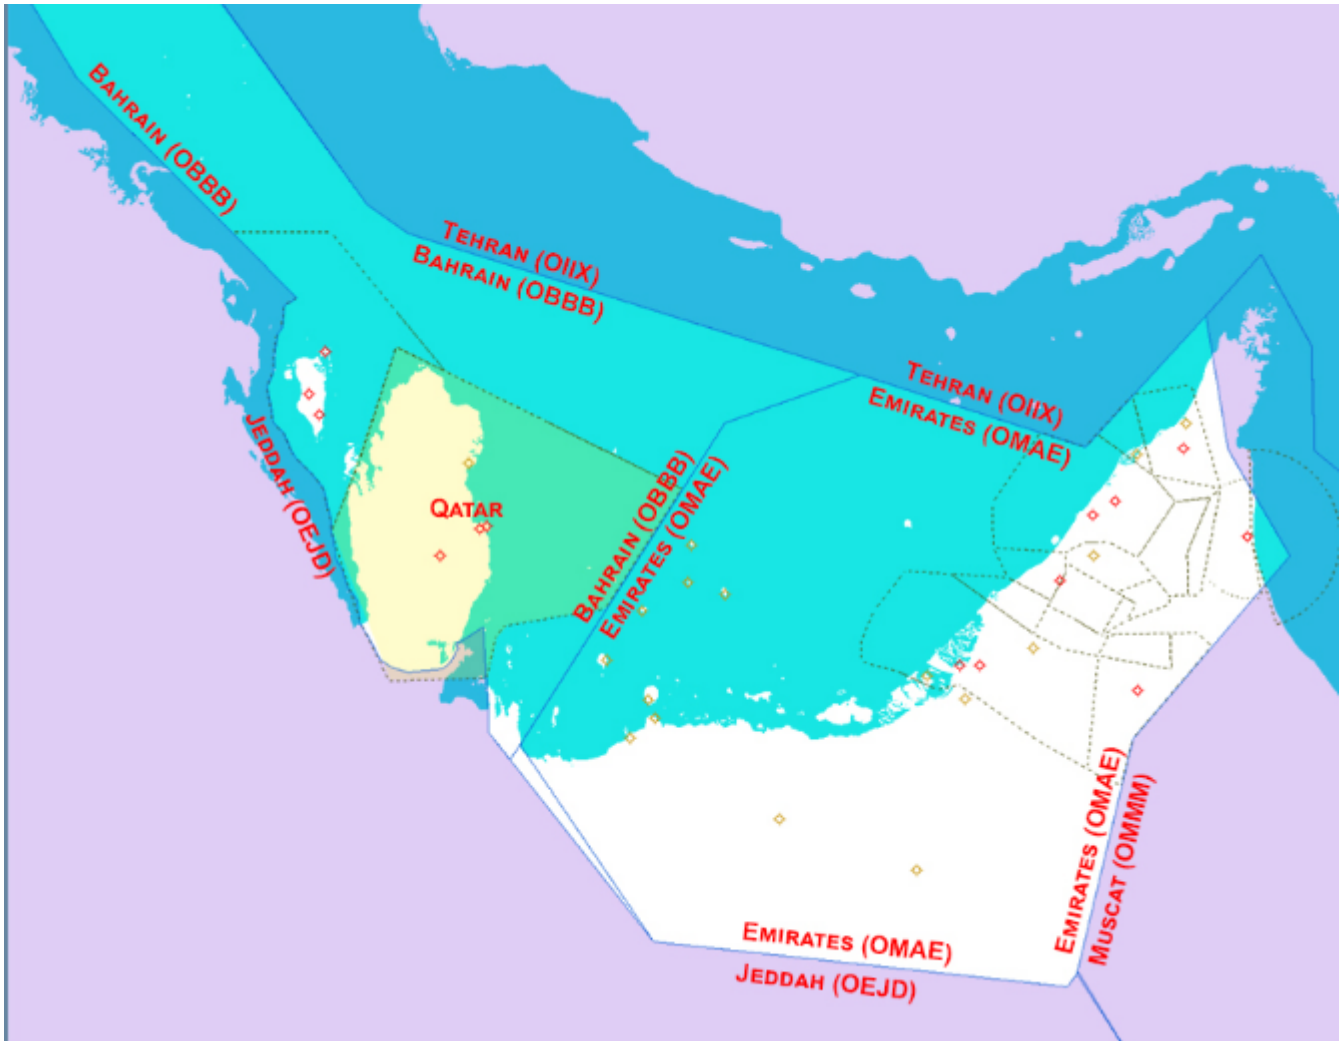 BAHRAIN (OBBB)
TEHRAN (OIIX)
BAHRAIN (OBBB)
TEHRAN (OIIX)
EMIRATES (OMAE)
JEDDAH (OEJD)
QATAR
BAHRAIN (OBBB)
EMIRATES (OMAE)
EMIRATES (OMAE)
MUSCAT (OMMM)
EMIRATES (OMAE)
JEDDAH (OEJD)